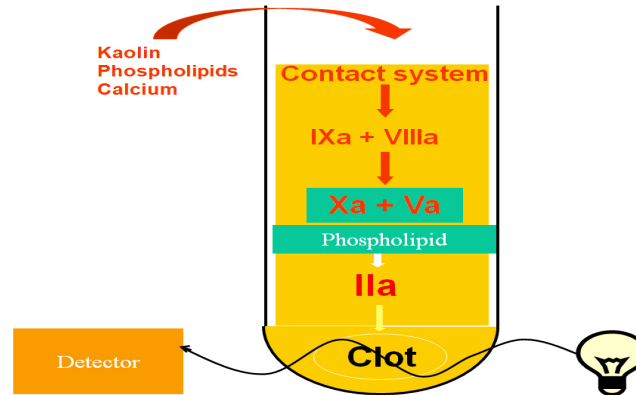 Kaolin
Phospholipids
Calcium
Contact system
IXa + VIIIa
Xa + Va
Phospholipid
IIa
Clot
Detector